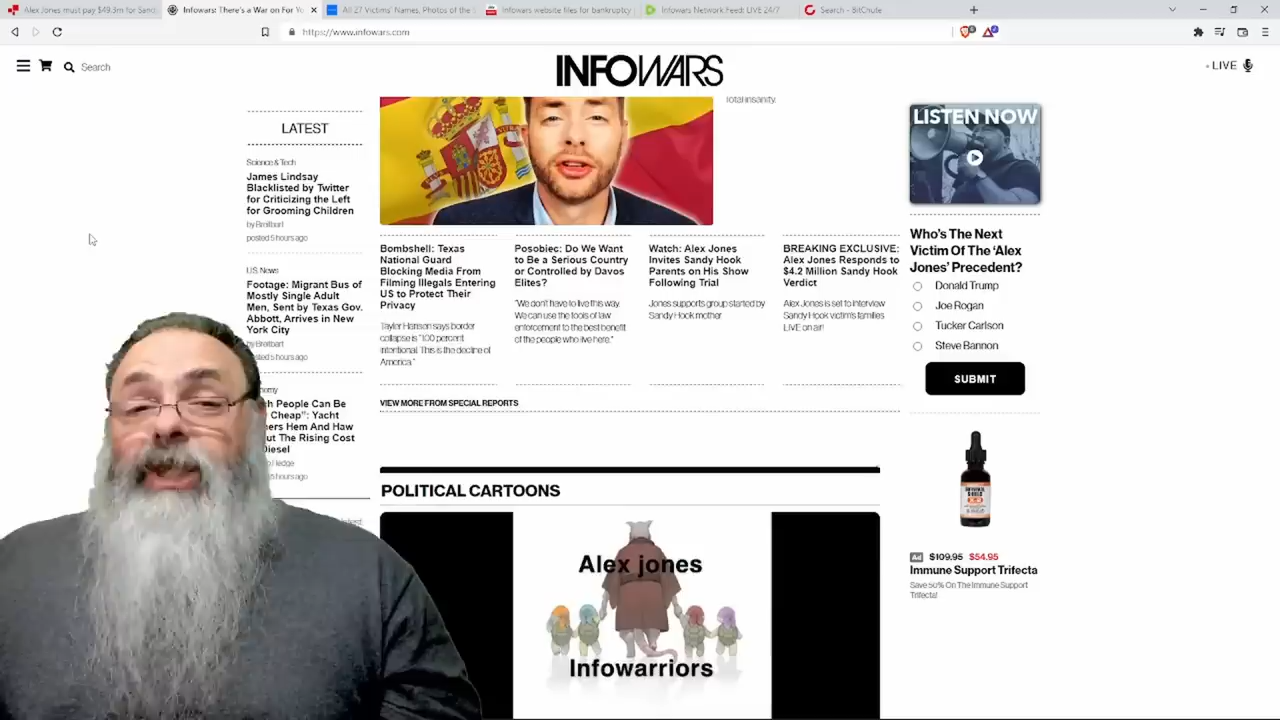 Alex Jones must pay $49.3m for Sand
Infowars: There's a War on For Yo
All 27 Victims' Names, Photos of the
Infowars website files for bankruptcy
Infowars Network Feed: LIVE 24/7
Search - BitChute
https://www.infowars.com
Search
INFOWARS
LIVE
LATEST
Science & Tech
James Lindsay
Blacklisted by Twitter
for Criticizing the Left
for Grooming Children
by Breitbart
posted 5 hours ago
U.S. News
Footage: Migrant Bus of
Mostly Single Adult
Men, Sent by Texas Gov.
Abbott, Arrives in New
York City
by Breitbart
5 hours ago
People Can Be
Cheap": Yacht
Hem And Haw
The Rising Cost
Diesel
5 hours ago
Total insanity.
Bombshell: Texas
National Guard
Blocking Media From
Filming Illegals Entering
US to Protect Their
Privacy
Taylor Hansen says border
collapse is "100 percent
intentional. This is the decline of
America."
Posobiec: Do We Want
to Be a Serious Country
or Controlled by Davos
Elites?
"We don't have to live this way.
We can use the tools of law
enforcement to the best benefit
of the people who live here."
Watch: Alex Jones
Invites Sandy Hook
Parents on His Show
Following Trial
Jones supports group started by
Sandy Hook mother
BREAKING EXCLUSIVE:
Alex Jones Responds to
$4.2 Million Sandy Hook
Verdict
Alex Jones is set to interview
Sandy Hook victim's families
LIVE on air!
VIEW MORE FROM SPECIAL REPORTS
POLITICAL CARTOONS
Alex jones
Infowarriors
LISTEN NOW
Who's The Next
Victim Of The 'Alex
Jones' Precedent?
Donald Trump
Joe Rogan
Tucker Carlson
Steve Bannon
SUBMIT
Ad $109.95 $54.95
Immune Support Trifecta
Save 50% On The Immune Support
Trifecta!